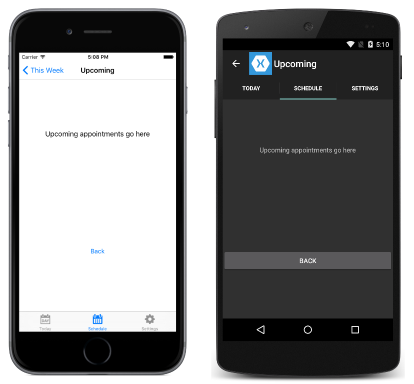 Carrier 5:08 PM
This Week Upcoming
Upcoming appointments go here
Back
Today Schedule Settings
5:10
Upcoming
TODAY SCHEDULE SETTINGS
Upcoming appointments go here
BACK